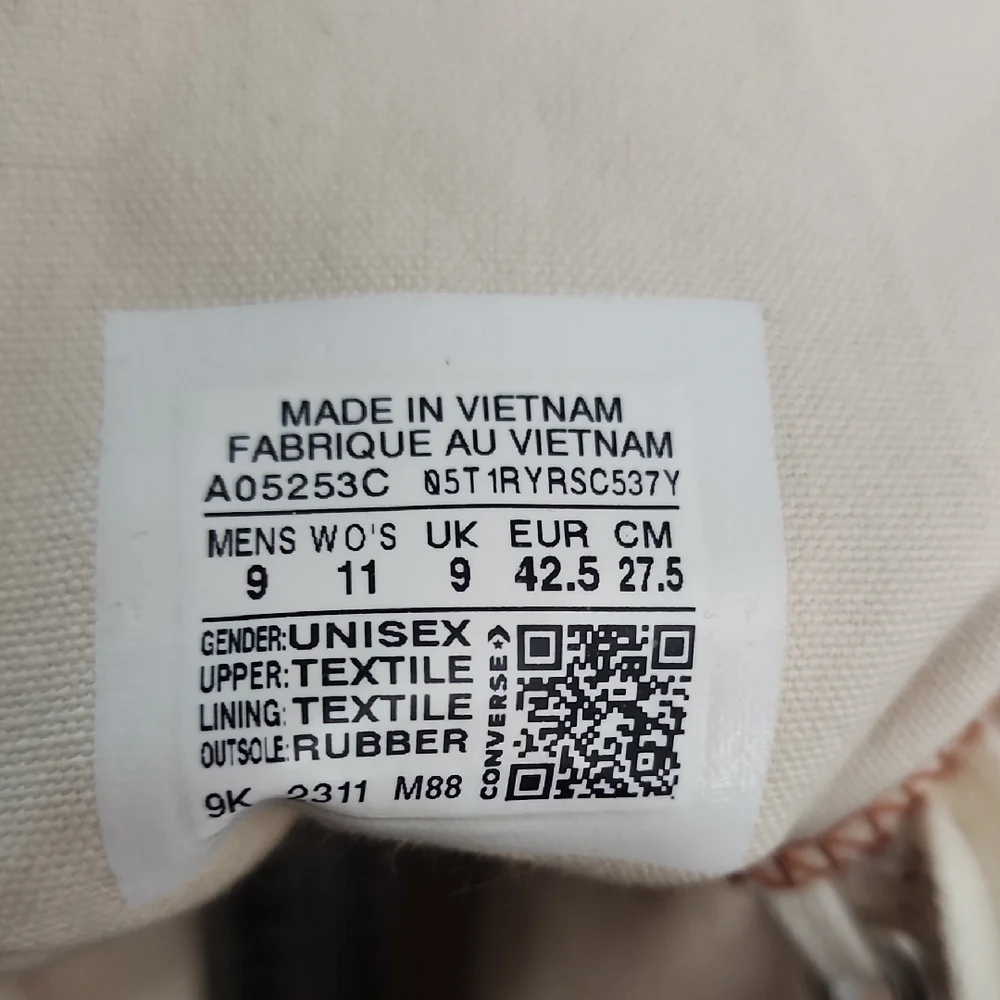 MADE IN VIETNAM
FABRIQUE AU VIETNAM
A05253C 05T1RYRSC537Y
MENS WO'S UK EUR CM
9 11 9 42.5 27.5
GENDER:UNISEX
UPPER:TEXTILE
LINING:TEXTILE
OUTSOLE:RUBBER
9K 2311 M88
CONVERSE